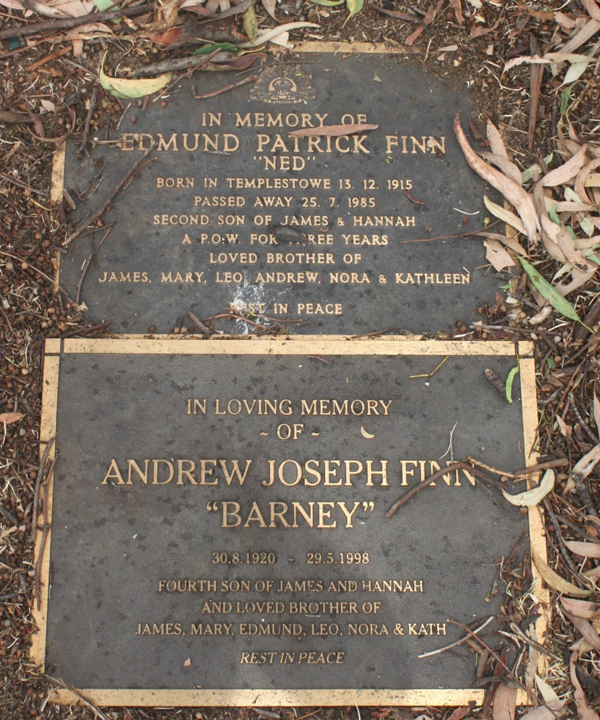 IN MEMORY OF
EDMUND PATRICK FINN
"NED"
BORN IN TEMPLESTOWE 13. 12. 1915
PASSED AWAY 25. 7. 1985
SECOND SON OF JAMES & HANNAH
A P.O.W. FOR THREE YEARS
LOVED BROTHER OF
JAMES, MARY, LEO, ANDREW, NORA & KATHLEEN
REST IN PEACE
IN LOVING MEMORY
~ OF ~
ANDREW JOSEPH FINN
"BARNEY"
30.8.1920 ~ 29.5.1998
FOURTH SON OF JAMES AND HANNAH
AND LOVED BROTHER OF
JAMES, MARY, EDMUND, LEO, NORA & KATH
REST IN PEACE